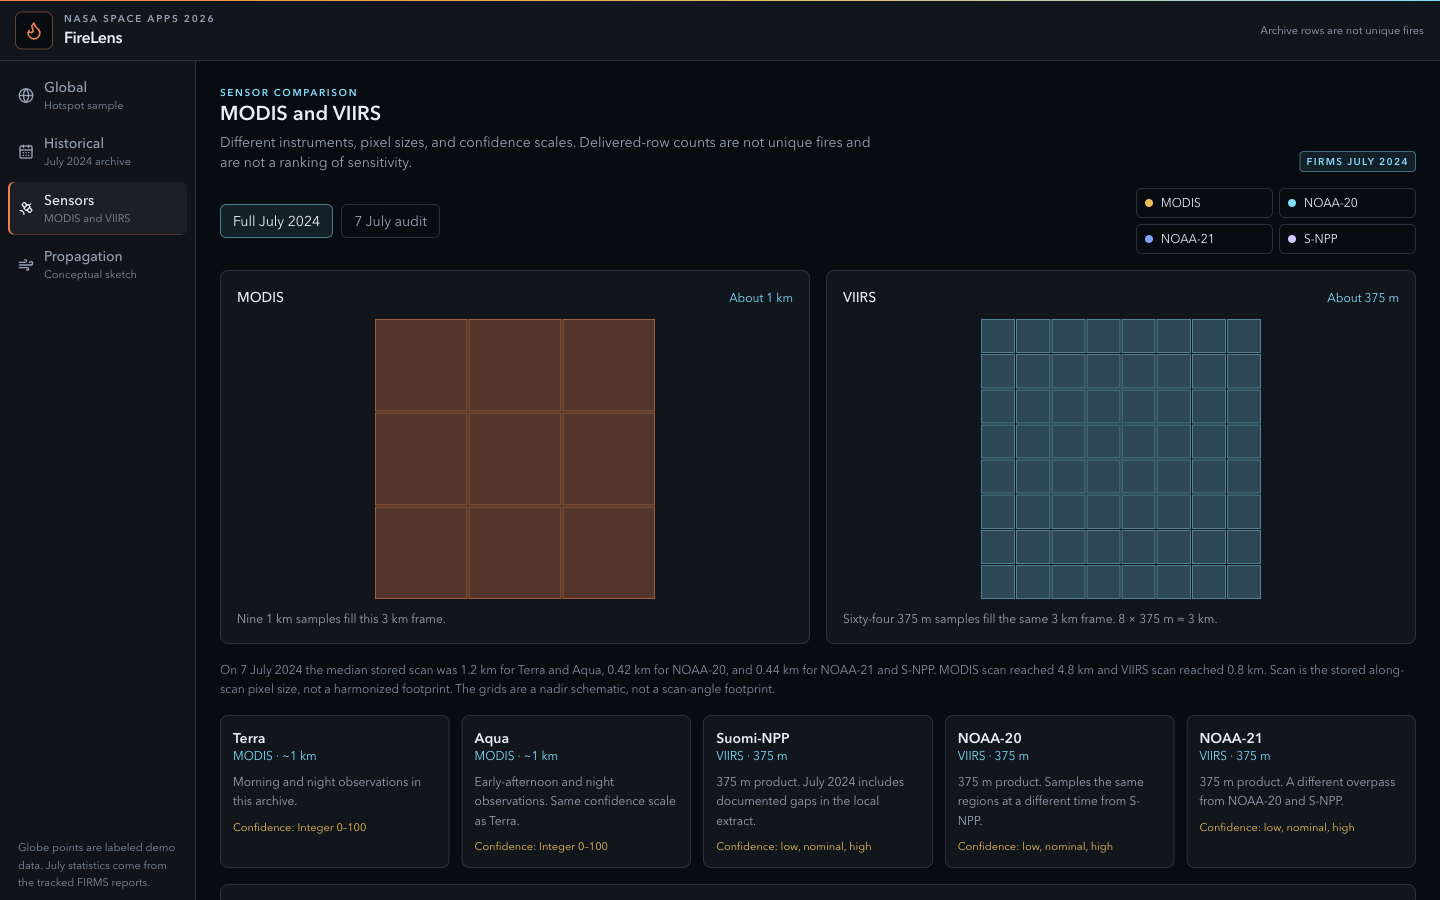 NASA SPACE APPS 2026
FireLens
Archive rows are not unique fires
Global
Hotspot sample
Historical
July 2024 archive
Sensors
MODIS and VIIRS
Propagation
Conceptual sketch
Globe points are labeled demo
data. July statistics come from
the tracked FIRMS reports.
SENSOR COMPARISON
MODIS and VIIRS
Different instruments, pixel sizes, and confidence scales. Delivered-row counts are not unique fires and
are not a ranking of sensitivity.
FIRMS JULY 2024
Full July 2024
7 July audit
MODIS
NOAA-20
NOAA-21
S-NPP
MODIS
About 1 km
Nine 1 km samples fill this 3 km frame.
VIIRS
About 375 m
Sixty-four 375 m samples fill the same 3 km frame. 8 × 375 m = 3 km.
On 7 July 2024 the median stored scan was 1.2 km for Terra and Aqua, 0.42 km for NOAA-20, and 0.44 km for NOAA-21 and S-NPP. MODIS scan reached 4.8 km and VIIRS scan reached 0.8 km. Scan is the stored along-
scan pixel size, not a harmonized footprint. The grids are a nadir schematic, not a scan-angle footprint.
Terra
MODIS · ~1 km
Morning and night observations in
this archive.
Confidence: Integer 0–100
Aqua
MODIS · ~1 km
Early-afternoon and night
observations. Same confidence scale
as Terra.
Confidence: Integer 0–100
Suomi-NPP
VIIRS · 375 m
375 m product. July 2024 includes
documented gaps in the local
extract.
Confidence: low, nominal, high
NOAA-20
VIIRS · 375 m
375 m product. Samples the same
regions at a different time from S-
NPP.
Confidence: low, nominal, high
NOAA-21
VIIRS · 375 m
375 m product. A different overpass
from NOAA-20 and S-NPP.
Confidence: low, nominal, high